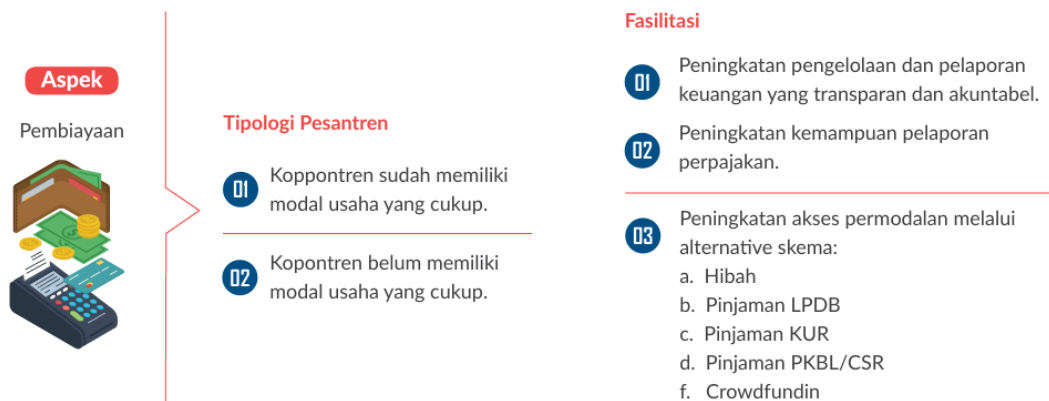 Aspek
Pembiayaan
Tipologi Pesantren
01 Koppontren sudah memiliki
modal usaha yang cukup.
02 Kopontren belum memiliki
modal usaha yang cukup.
Fasilitasi
01 Peningkatan pengelolaan dan pelaporan
keuangan yang transparan dan akuntabel.
02 Peningkatan kemampuan pelaporan
perpajakan.
03 Peningkatan akses permodalan melalui
alternative skema:
a. Hibah
b. Pinjaman LPDB
c. Pinjaman KUR
d. Pinjaman PKBL/CSR
f. Crowdfundin